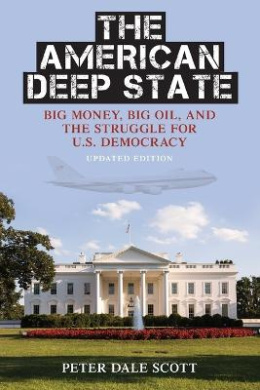 THE
AMERICAN
DEEP STATE
BIG MONEY, BIG OIL, AND
THE STRUGGLE FOR
U.S. DEMOCRACY
UPDATED EDITION
PETER DALE SCOTT